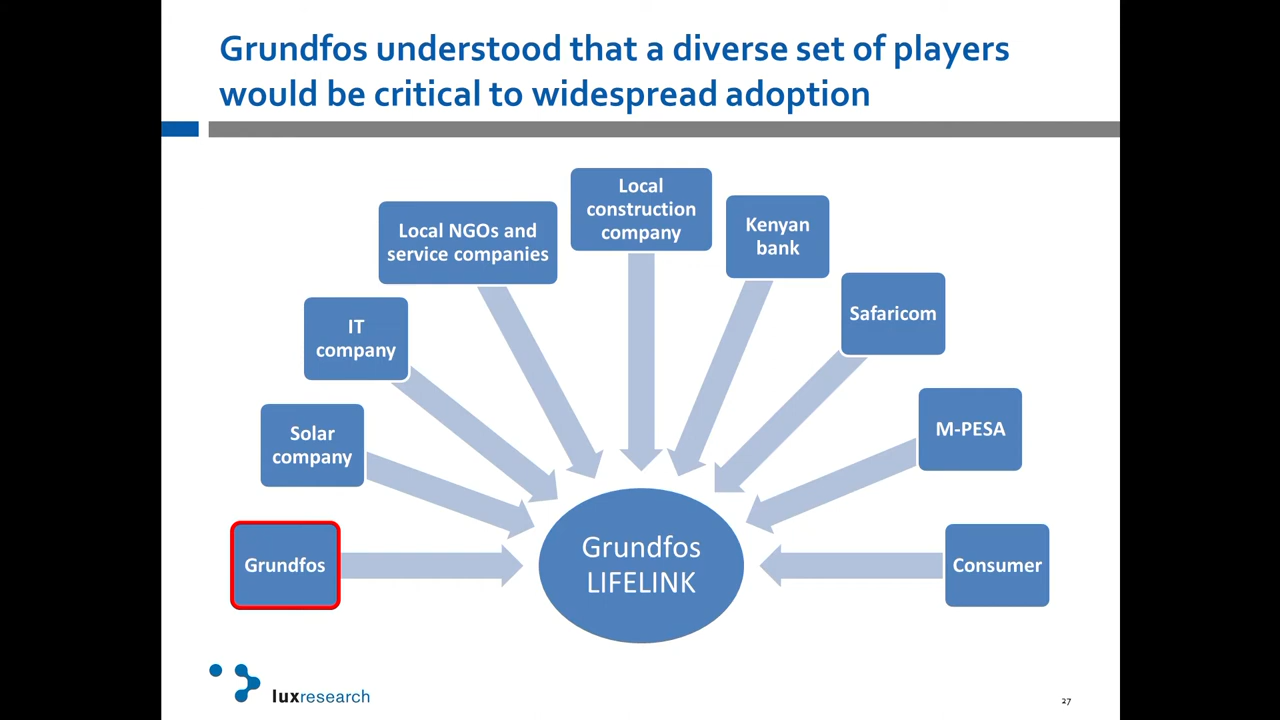 Grundfos understood that a diverse set of players
would be critical to widespread adoption
Local
construction
company
Local NGOs and
service companies
Kenyan
bank
IT
company
Safaricom
Solar
company
M-PESA
Grundfos
Grundfos
LIFELINK
Consumer
luxresearch
27